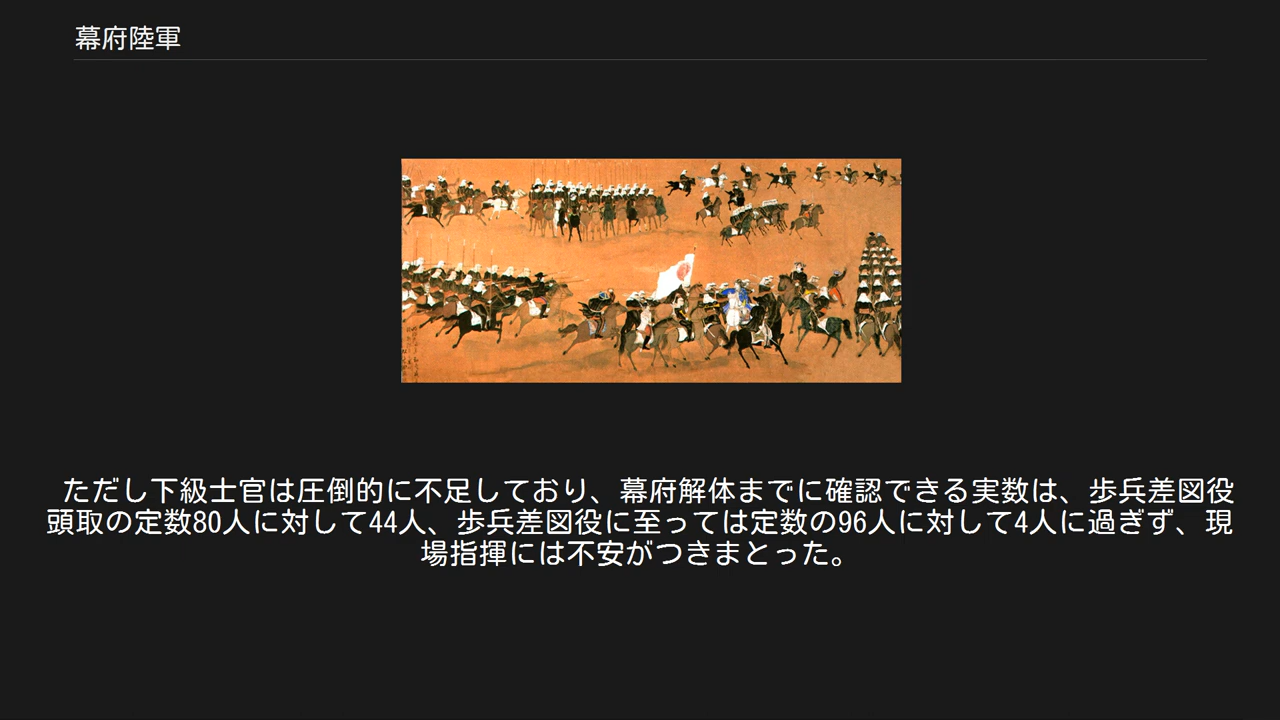 幕府陸軍
ただし下級士官は圧倒的に不足しており、幕府解体までに確認できる実数は、歩兵差図役
頭取の定数80人に対して44人、歩兵差図役に至っては定数の96人に対して4人に過ぎず、現
場指揮には不安がつきまとった。